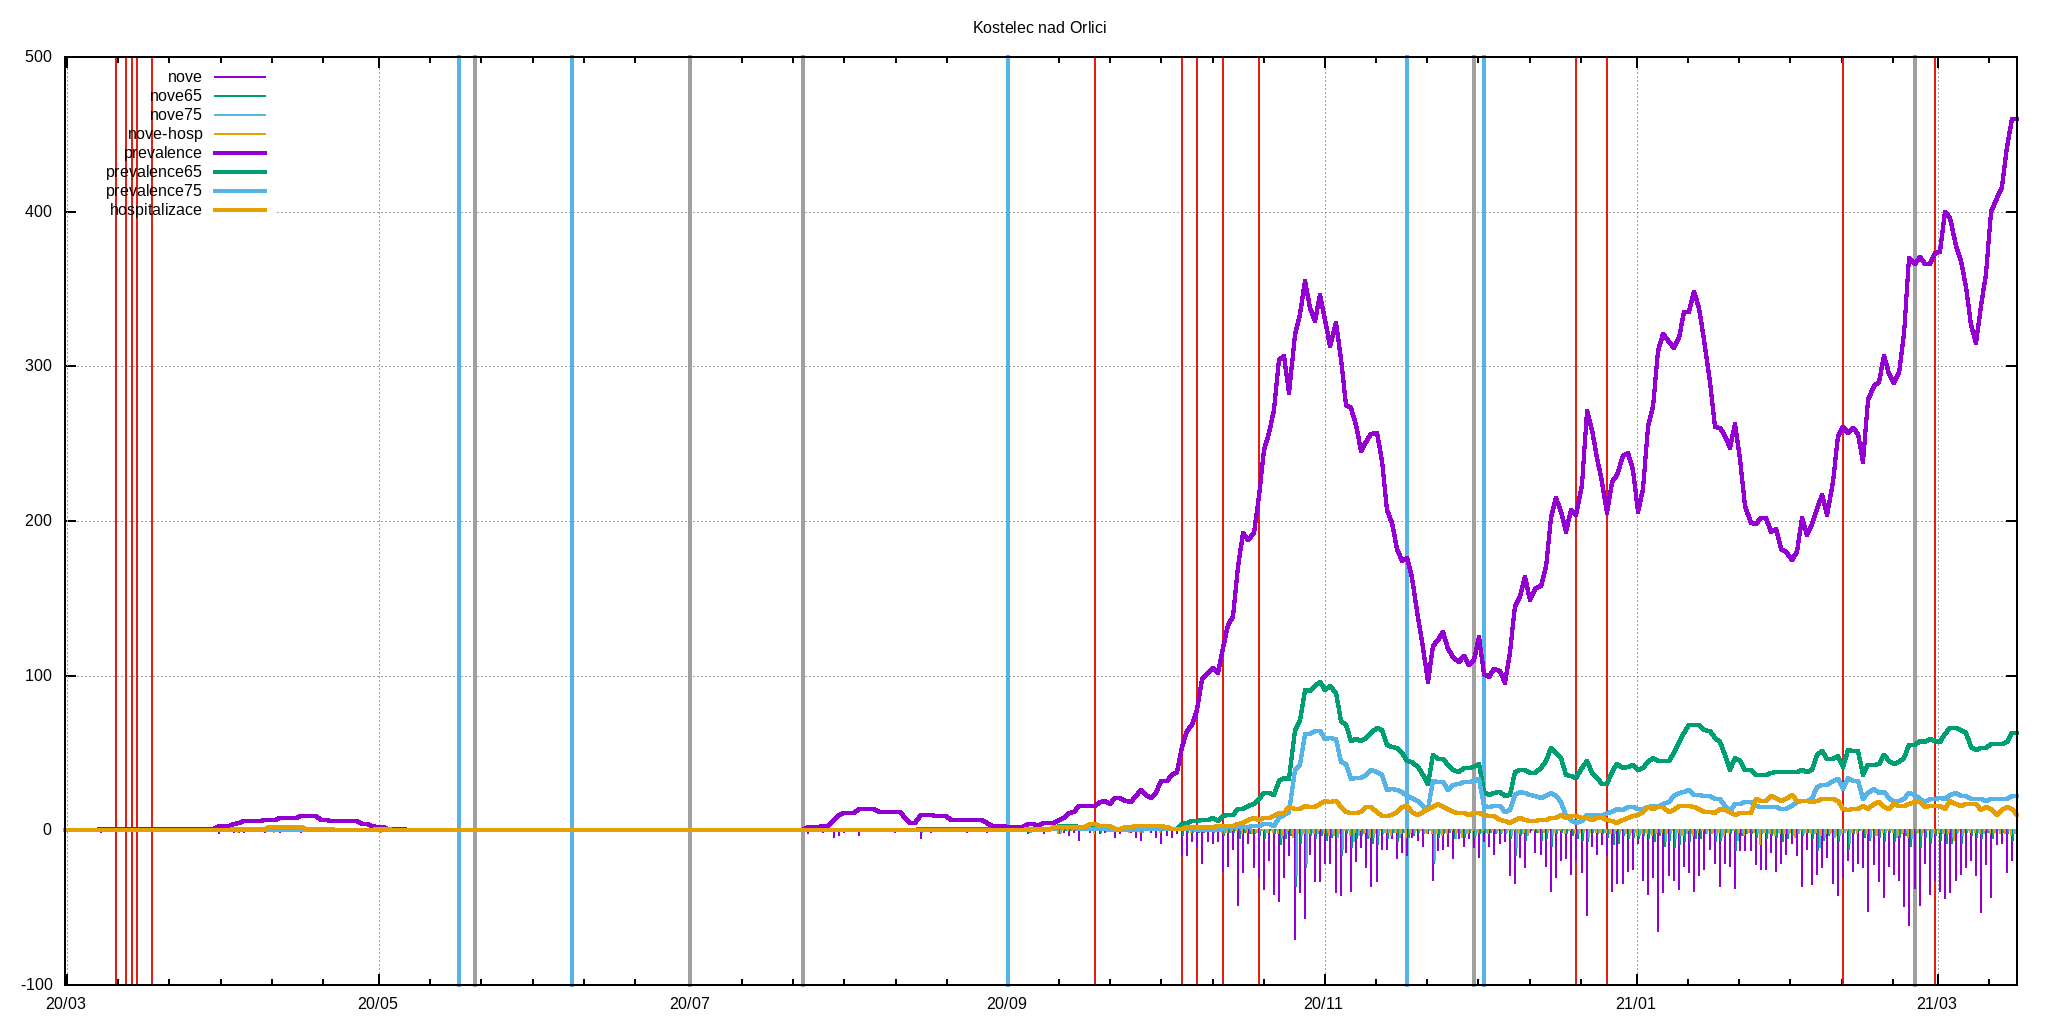 Kostelec nad Orlici
500
400
300
200
100
0
-100
nove
nove65
nove75
nove-hosp
prevalence
prevalence65
prevalence75
hospitalizace
20/03 20/05 20/07 20/09 20/11 21/01 21/03